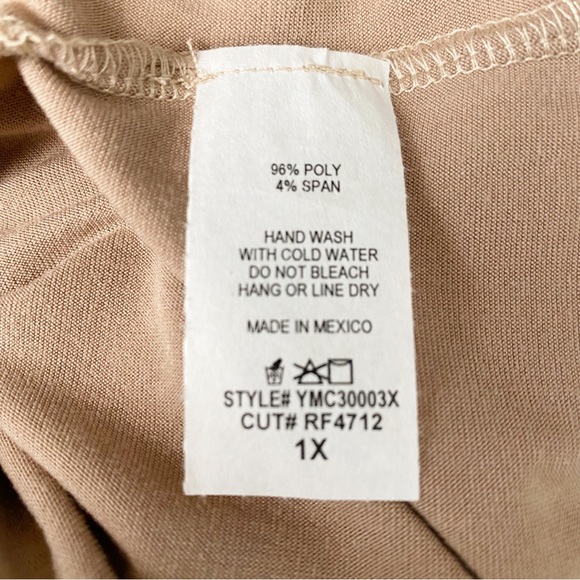 96% POLY
4% SPAN
HAND WASH
WITH COLD WATER
DO NOT BLEACH
HANG OR LINE DRY
MADE IN MEXICO
STYLE# YMC30003X
CUT# RF4712
1X